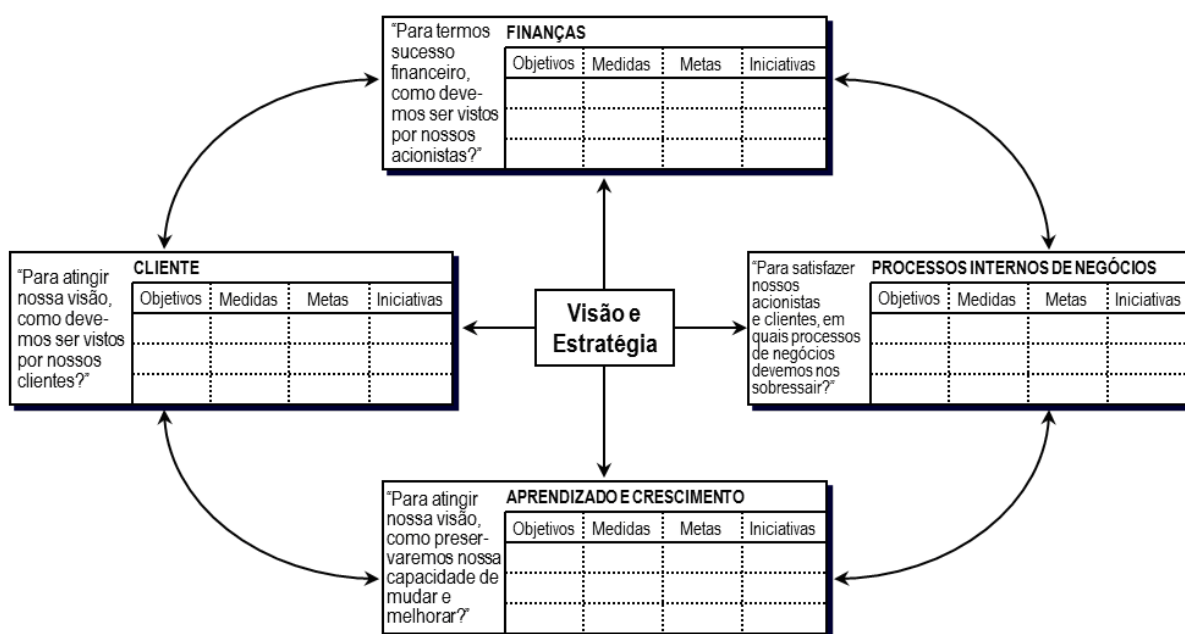 “Para termos
sucesso
financeiro,
como deve-
mos ser vistos
por nossos
acionistas?”
FINANÇAS
Objetivos Medidas Metas Iniciativas
“Para atingir
nossa visão,
como deve-
mos ser vistos
por nossos
clientes?”
CLIENTE
Objetivos Medidas Metas Iniciativas
Visão e
Estratégia
“Para satisfazer
nossos
acionistas
e clientes, em
quais processos
de negócios
devemos nos
sobressair?”
PROCESSOS INTERNOS DE NEGÓCIOS
Objetivos Medidas Metas Iniciativas
“Para atingir
nossa visão,
como preser-
varemos nossa
capacidade de
mudar e
melhorar?”
APRENDIZADO E CRESCIMENTO
Objetivos Medidas Metas Iniciativas